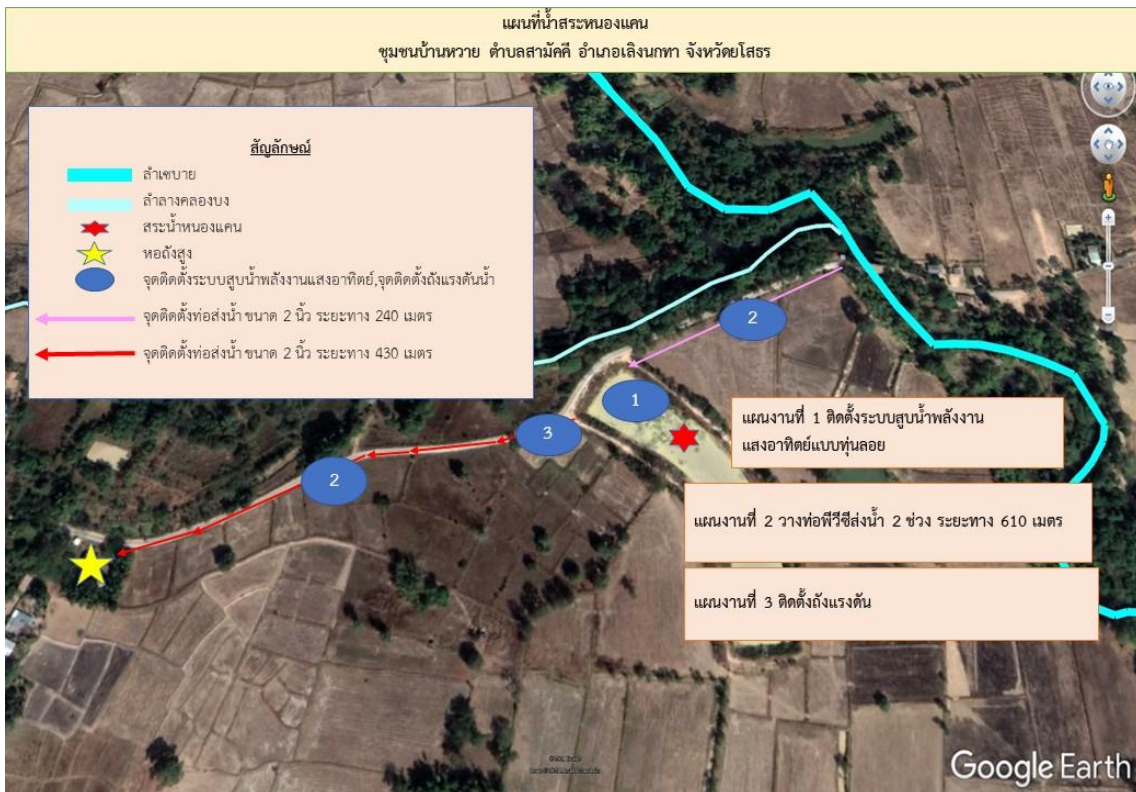 แผนที่น้ำสระหนองแคน
ชุมชนบ้านหวาย ตำบลสามัคคี อำเภอเลิงนกทา จังหวัดยโสธร
สัญลักษณ์
ลำเซบาย
ลำลางคลองบง
สระน้ำหนองแคน
หอถังสูง
จุดติดตั้งระบบสูบน้ำพลังงานแสงอาทิตย์,จุดติดตั้งถังแรงดันน้ำ
จุดติดตั้งท่อส่งน้ำ ขนาด 2 นิ้ว ระยะทาง 240 เมตร
จุดติดตั้งท่อส่งน้ำ ขนาด 2 นิ้ว ระยะทาง 430 เมตร
2
1
3
2
แผนงานที่ 1 ติดตั้งระบบสูบน้ำพลังงาน
แสงอาทิตย์แบบทุ่นลอย
แผนงานที่ 2 วางท่อพีวีซีส่งน้ำ 2 ช่วง ระยะทาง 610 เมตร
แผนงานที่ 3 ติดตั้งถังแรงดัน
Google Earth